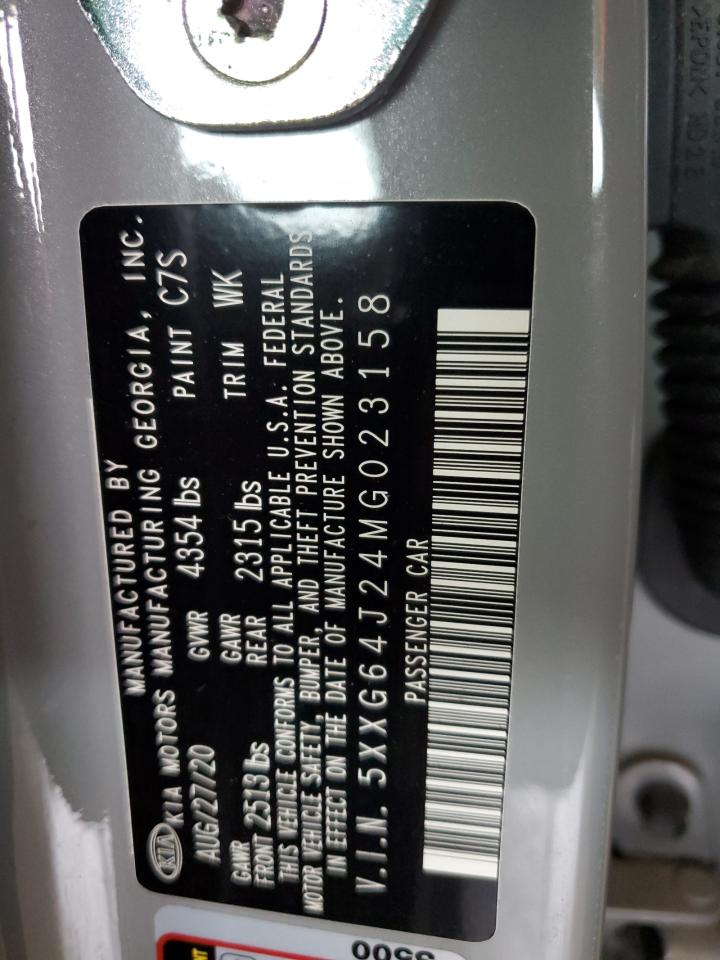 MANUFACTURED BY
KIA KIA MOTORS MANUFACTURING GEORGIA, INC.
AUG/27/20 GVWR 4354 lbs PAINT C7S
GAWR FRONT 2513 lbs GAWR REAR 2315 lbs TRIM WK
THIS VEHICLE CONFORMS TO ALL APPLICABLE U.S.A. FEDERAL
MOTOR VEHICLE SAFETY, BUMPER, AND THEFT PREVENTION STANDARDS
IN EFFECT ON THE DATE OF MANUFACTURE SHOWN ABOVE.
V.I.N. 5XXG64J24MG023158
PASSENGER CAR
>EPDM<